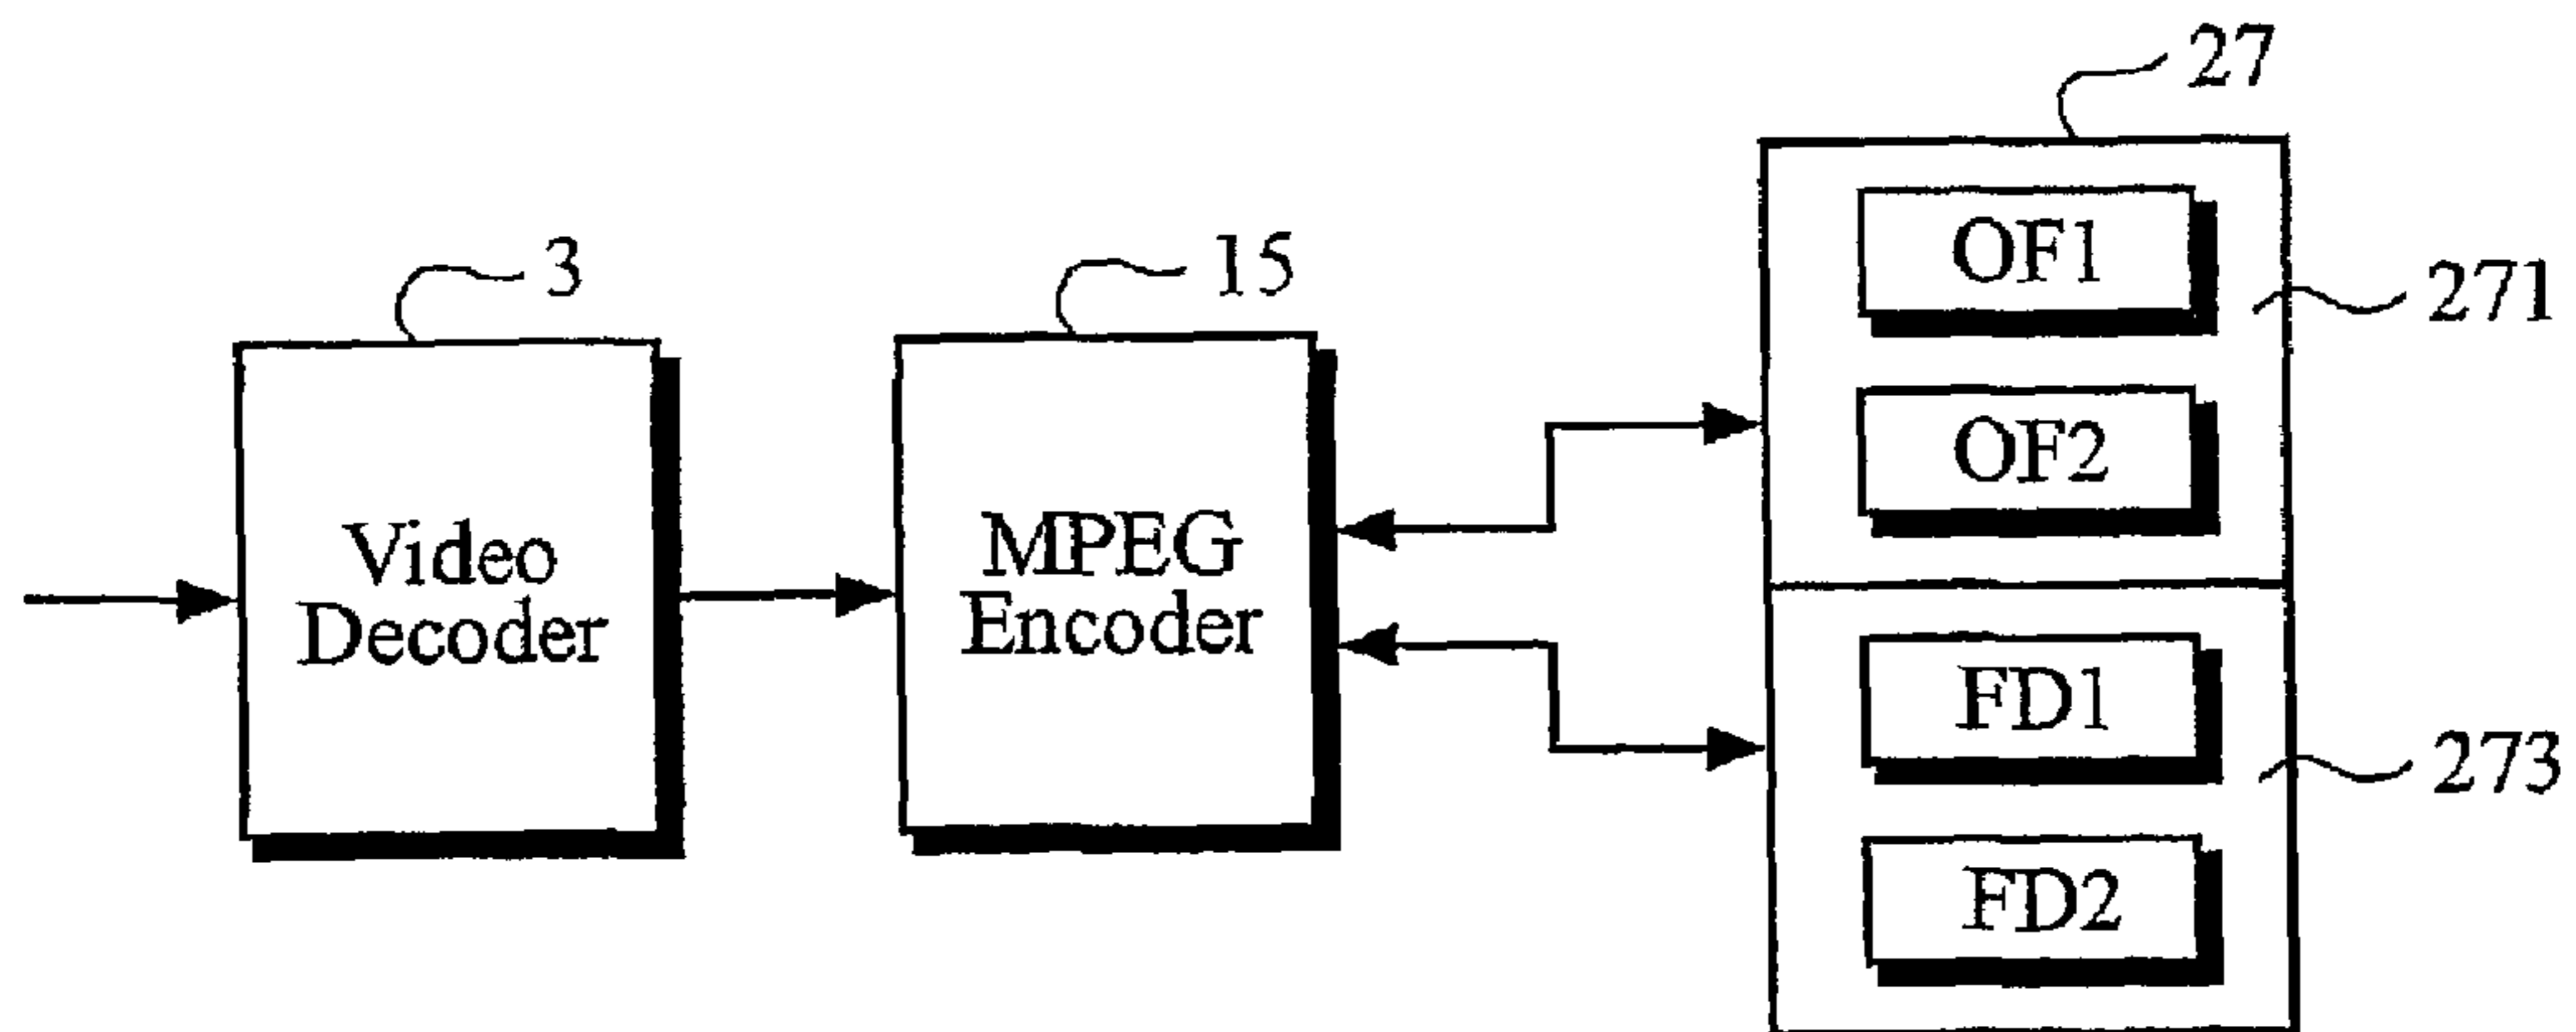 27
3
15
OF1
271
OF2
Video
Decoder
MPEG
Encoder
FD1
273
FD2